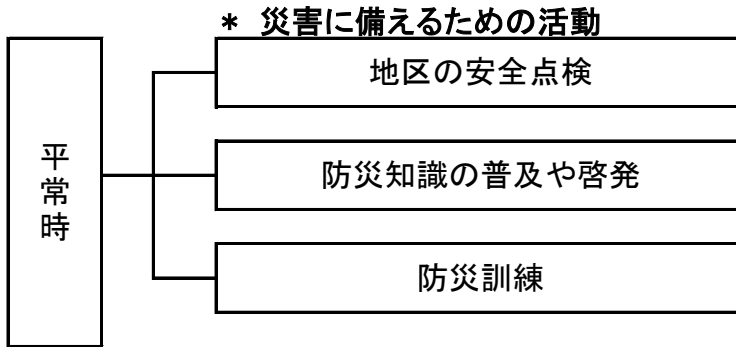 * 災害に備えるための活動
地区の安全点検
平常時
防災知識の普及や啓発
防災訓練